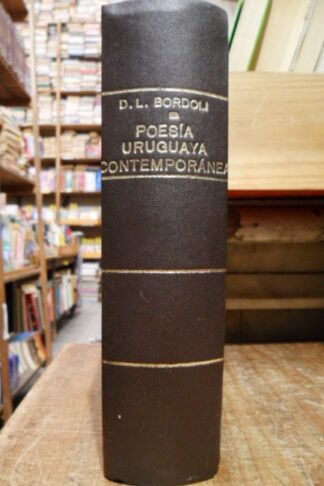 D. L. BORDOLI
POESÍA
URUGUAYA
CONTEMPORÁNEA